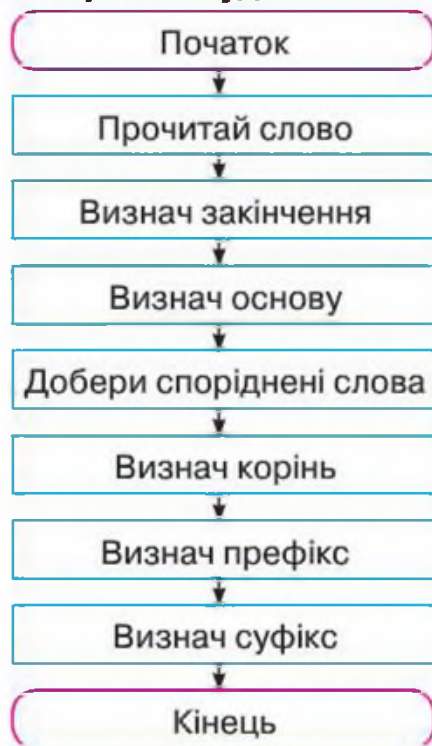 Початок
Прочитай слово
Визнач закінчення
Визнач основу
Добери споріднені слова
Визнач корінь
Визнач префікс
Визнач суфікс
Кінець